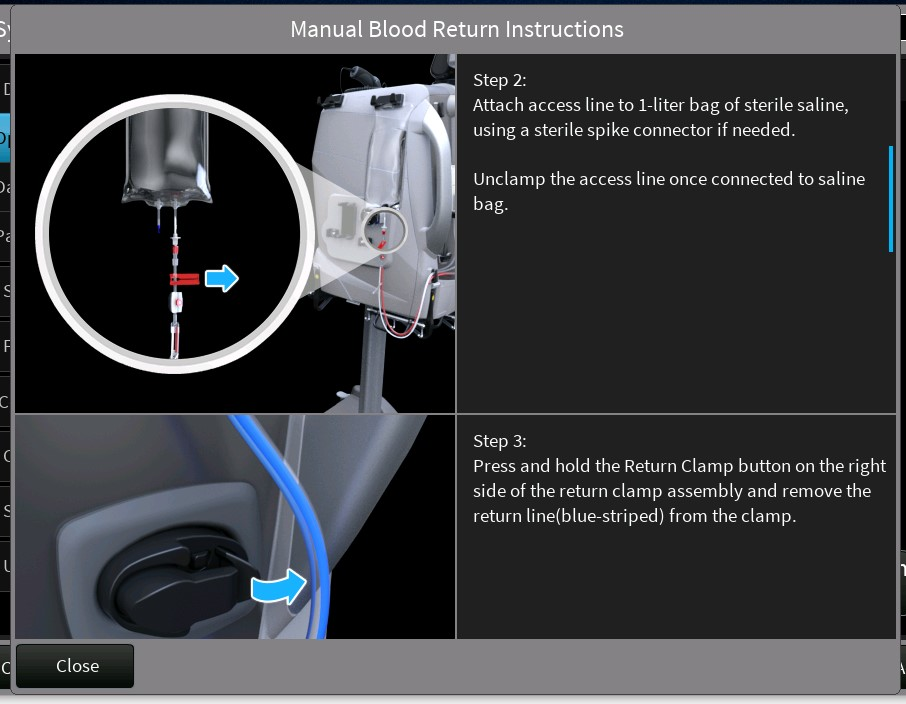 Manual Blood Return Instructions
Step 2:
Attach access line to 1-liter bag of sterile saline,
using a sterile spike connector if needed.
Unclamp the access line once connected to saline
bag.
Step 3:
Press and hold the Return Clamp button on the right
side of the return clamp assembly and remove the
return line(blue-striped) from the clamp.
Close